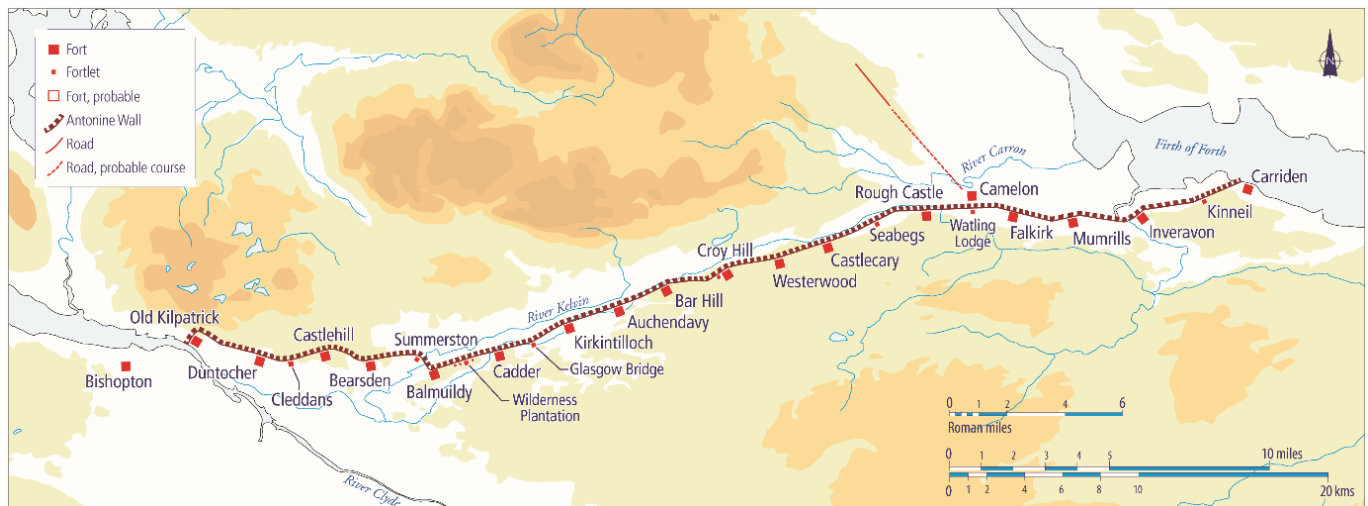 Fort
Fortlet
Fort, probable
Antonine Wall
Road
Road, probable course
N
River Carron
Firth of Forth
Carriden
Rough Castle
Camelon
Kinneil
Watling
Lodge
Falkirk
Mumrills
Inveravon
Seabegs
Croy Hill
Castlecary
Westerwood
Bar Hill
River Kelvin
Auchendavy
Old Kilpatrick
Castlehill
Summerston
Kirkintilloch
Glasgow Bridge
Bishopton
Duntocher
Cleddans
Bearsden
Balmuildy
Cadder
Wilderness
Plantation
River Clyde
0 1 2 4 6
Roman miles
0 1 2 3 4 5 10 miles
0 1 2 4 6 8 10 20 kms